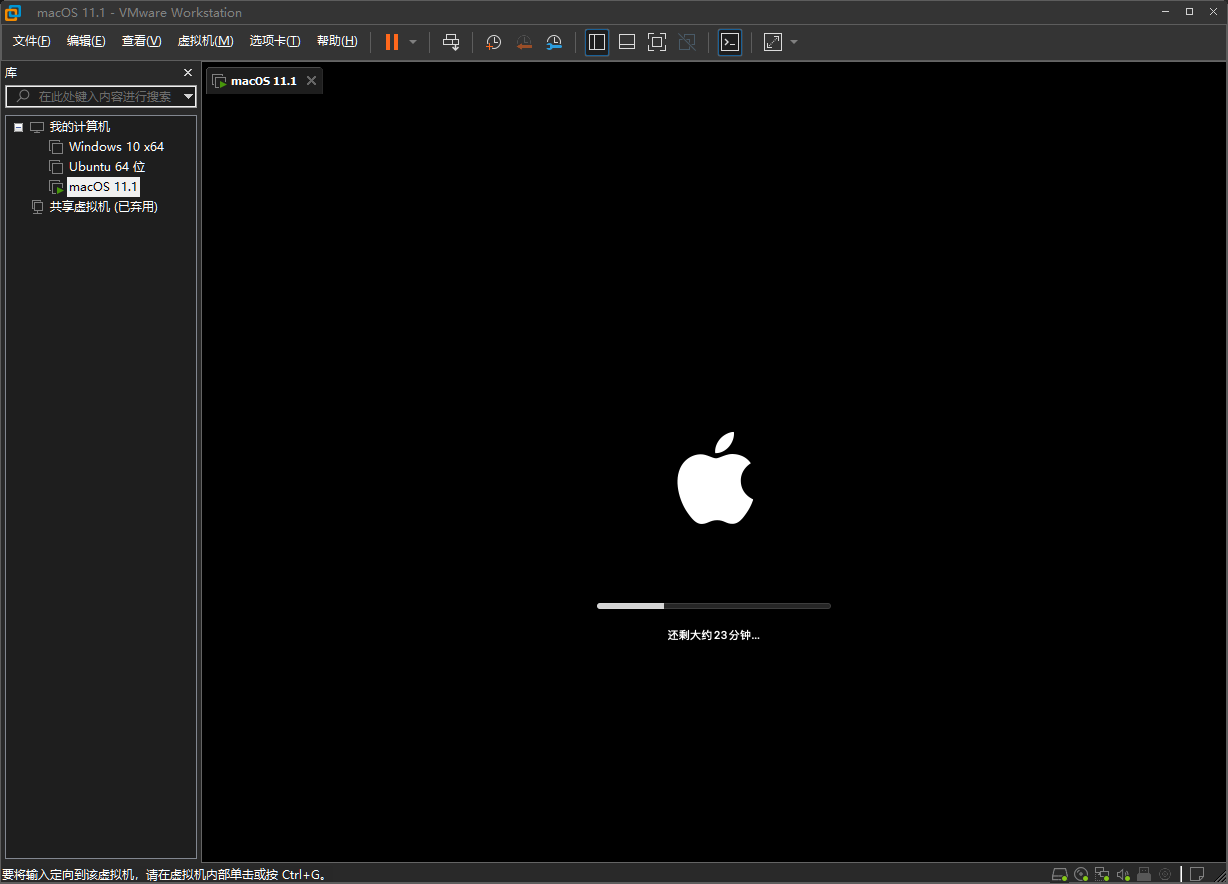 macOS 11.1 - VMware Workstation
文件(F) 编辑(E) 查看(V) 虚拟机(M) 选项卡(T) 帮助(H)
库
macOS 11.1
在此处键入内容进行搜索
我的计算机
Windows 10 x64
Ubuntu 64 位
macOS 11.1
共享虚拟机 (已弃用)
还剩大约23分钟...
要将输入定向到该虚拟机，请在虚拟机内部单击或按 Ctrl+G。